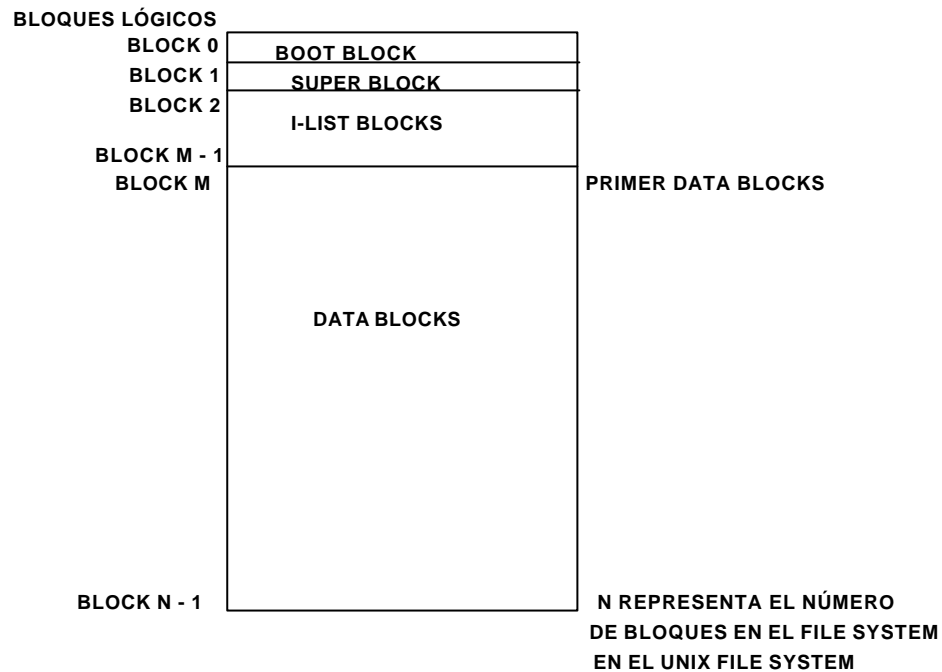 BLOQUES LÓGICOS
BLOCK 0
BOOT BLOCK
BLOCK 1
SUPER BLOCK
BLOCK 2
I-LIST BLOCKS
BLOCK M - 1
BLOCK M
PRIMER DATA BLOCKS
DATA BLOCKS
BLOCK N - 1
N REPRESENTA EL NÚMERO
DE BLOQUES EN EL FILE SYSTEM
EN EL UNIX FILE SYSTEM